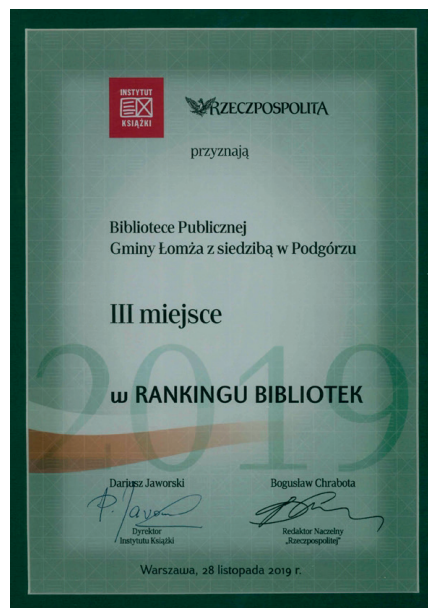 INSTYTUT
KSIĄŻKI
RZECZPOSPOLITA
przyznają
Bibliotece Publicznej
Gminy Łomża z siedzibą w Podgórzu
III miejsce
2019
w RANKINGU BIBLIOTEK
Dariusz Jaworski
Bogusław Chrabota
Dyrektor
Instytutu Książki
Redaktor Naczelny
„Rzeczpospolitej"
Warszawa, 28 listopada 2019 r.